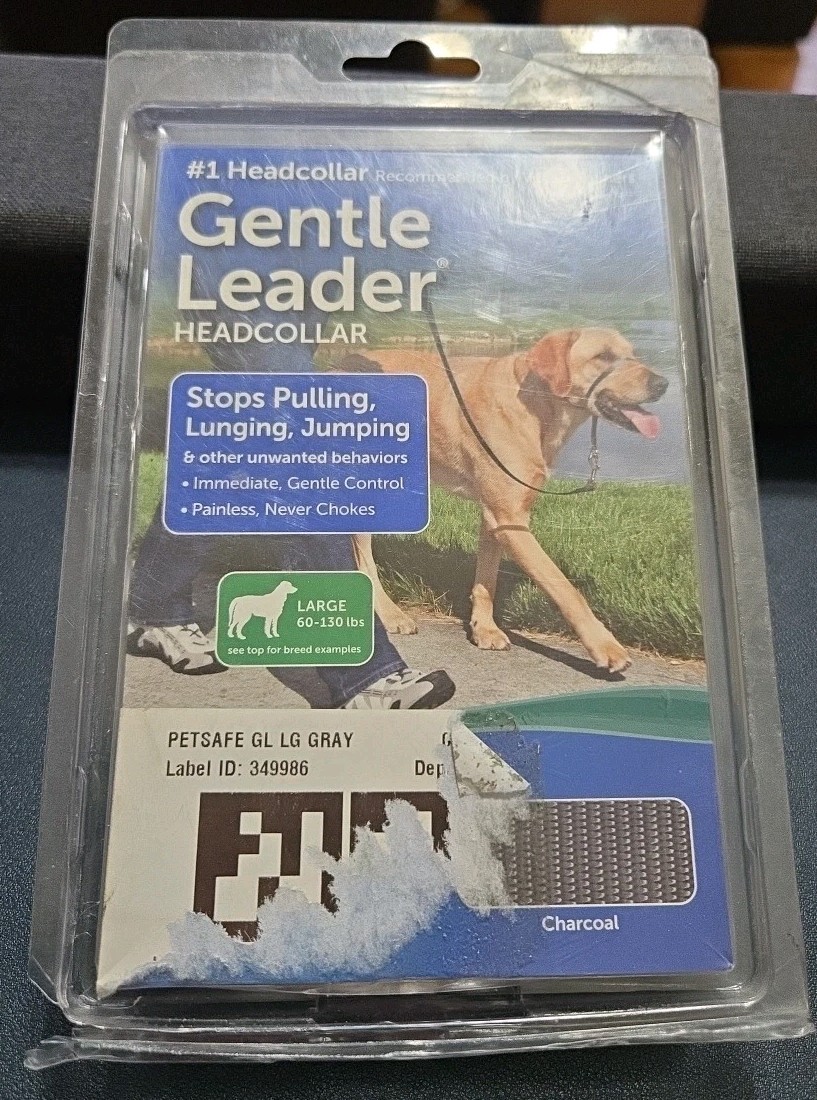 #1 Headcollar
Gentle
Leader®
HEADCOLLAR
Stops Pulling,
Lunging, Jumping
& other unwanted behaviors
• Immediate, Gentle Control
• Painless, Never Chokes
LARGE
60-130 lbs
see top for breed examples
PETSAFE GL LG GRAY
Label ID: 349986
Charcoal